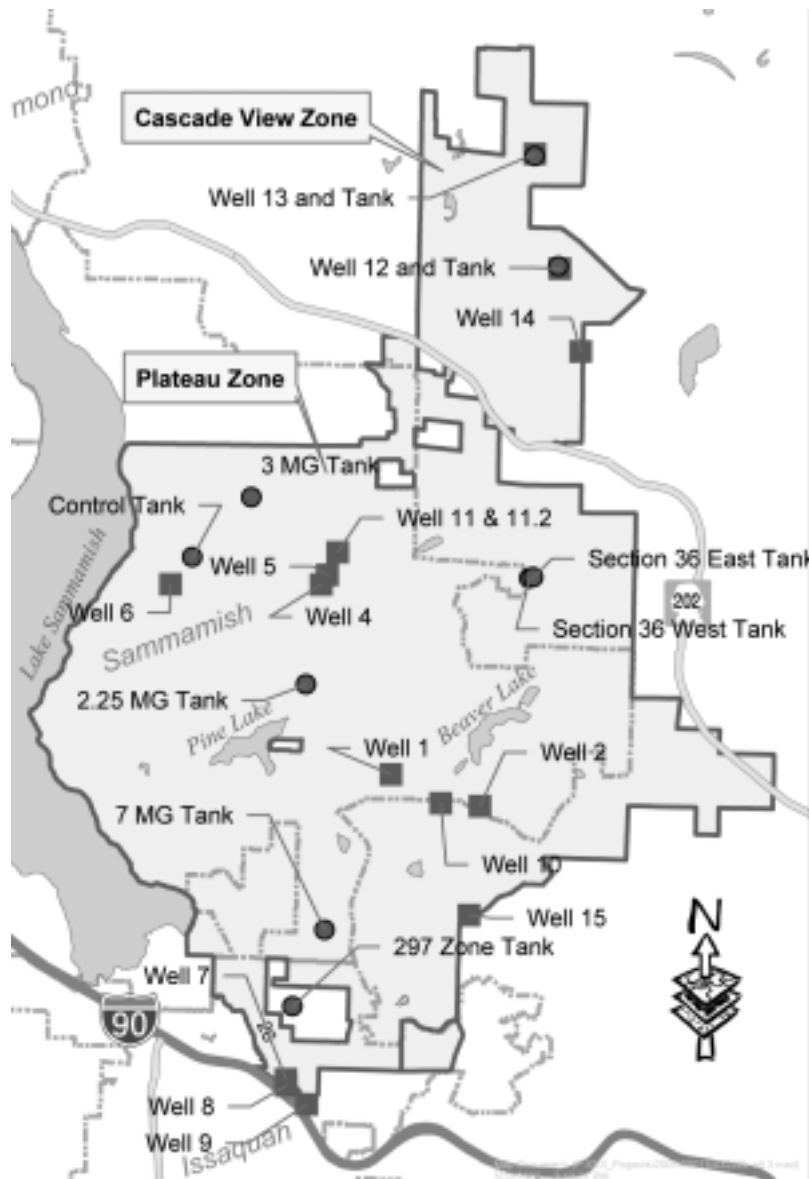 mond
Cascade View Zone
Well 13 and Tank
Well 12 and Tank
Well 14
Plateau Zone
3 MG Tank
Control Tank
Well 11 & 11.2
Well 5
Section 36 East Tank
Well 6
Well 4
202
Lake Sammamish
Sammamish
Section 36 West Tank
2.25 MG Tank
Pine Lake
Beaver Lake
Well 1
Well 2
7 MG Tank
Well 10
Well 15
N
297 Zone Tank
Well 7
90
Well 8
Well 9
Issaquah